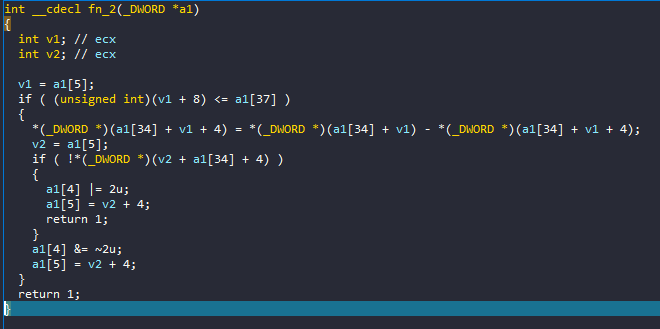 int __cdecl fn_2(_DWORD *a1)
{
  int v1; // ecx
  int v2; // ecx

  v1 = a1[5];
  if ( (unsigned int)(v1 + 8) <= a1[37] )
  {
    *(_DWORD *)(a1[34] + v1 + 4) = *(_DWORD *)(a1[34] + v1) - *(_DWORD *)(a1[34] + v1 + 4);
    v2 = a1[5];
    if ( !*(_DWORD *)(v2 + a1[34] + 4) )
    {
      a1[4] |= 2u;
      a1[5] = v2 + 4;
      return 1;
    }
    a1[4] &= ~2u;
    a1[5] = v2 + 4;
  }
  return 1;
}